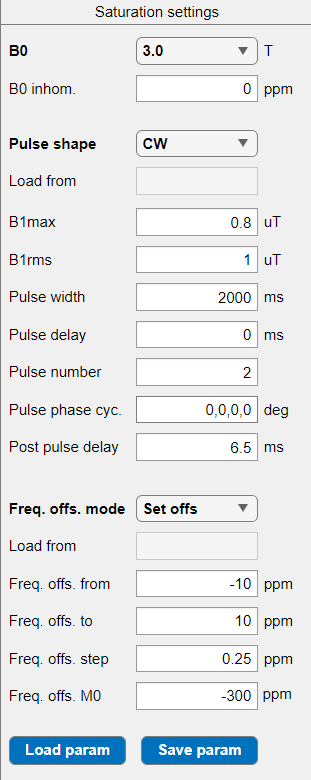 Saturation settings
B0 3.0 T
B0 inhom. 0 ppm
Pulse shape CW
Load from
B1max 0.8 uT
B1rms 1 uT
Pulse width 2000 ms
Pulse delay 0 ms
Pulse number 2
Pulse phase cyc. 0,0,0,0 deg
Post pulse delay 6.5 ms
Freq. offs. mode Set offs
Load from
Freq. offs. from -10 ppm
Freq. offs. to 10 ppm
Freq. offs. step 0.25 ppm
Freq. offs. M0 -300 ppm
Load param Save param